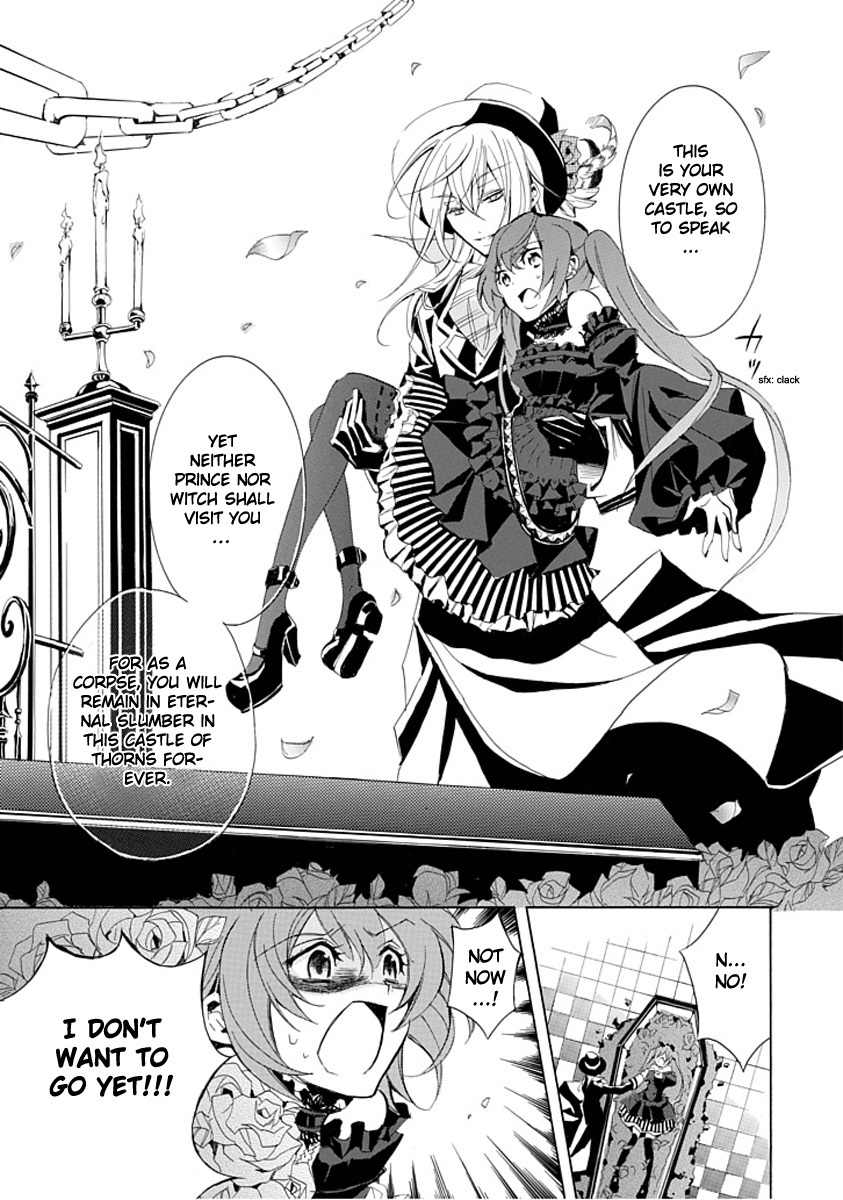 THIS
IS YOUR
VERY OWN
CASTLE, SO
TO SPEAK
...
ガッ
sfx: clack
YET
NEITHER
PRINCE NOR
WITCH SHALL
VISIT YOU
...
FOR AS A
CORPSE, YOU WILL
REMAIN IN ETER-
NAL SLUMBER IN
THIS CASTLE OF
THORNS FOR-
EVER.
N...
NO!
NOT
NOW
...!
I DON'T
WANT TO
GO YET!!!